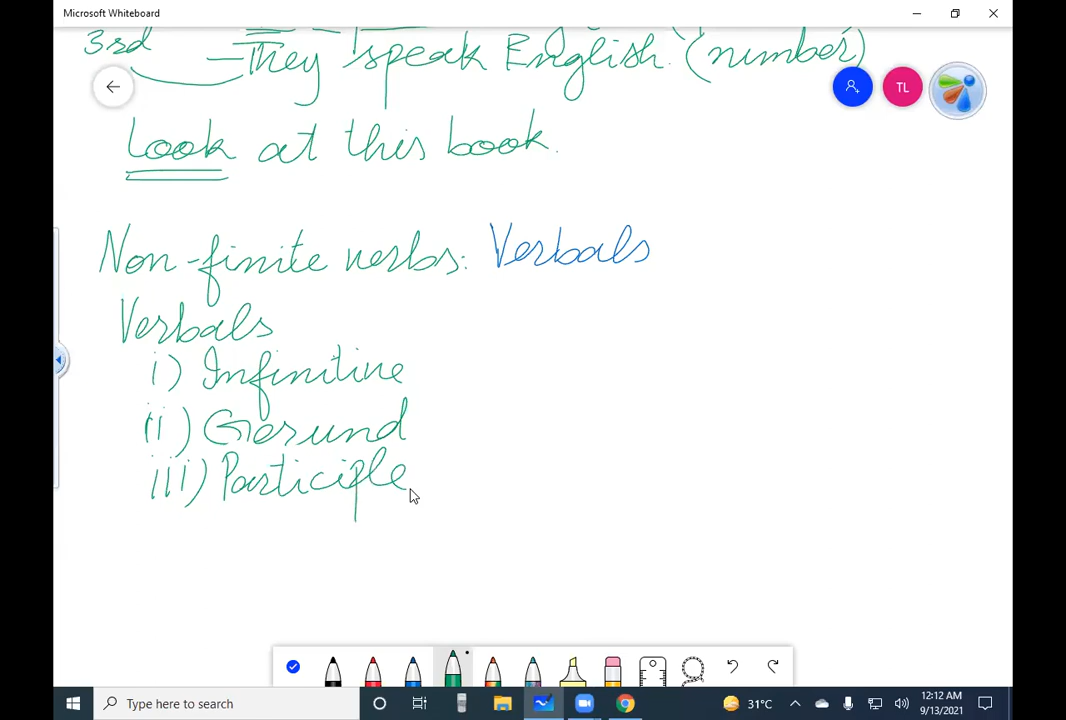 Microsoft Whiteboard
3rd - They speak English. (number)
TL
Look at this book.
Non-finite verbs: Verbals
Verbals
i) Infinitive
ii) Gerund
iii) Participle
Type here to search
31°C
12:12 AM
9/13/2021